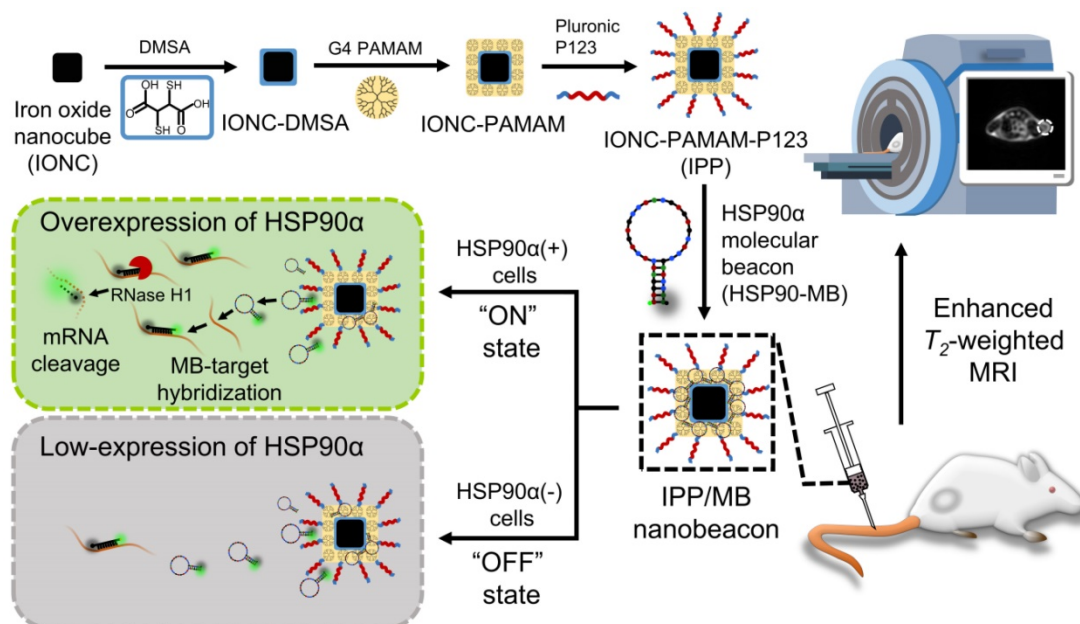 DMSA
G4 PAMAM
Pluronic
P123
OH
SH
O
OH
O
SH
Iron oxide
nanocube
(IONC)
IONC-DMSA
IONC-PAMAM
IONC-PAMAM-P123
(IPP)
Overexpression of HSP90α
RNase H1
mRNA
cleavage
MB-target
hybridization
HSP90α(+)
cells
“ON”
state
HSP90α
molecular
beacon
(HSP90-MB)
Enhanced
T2-weighted
MRI
Low-expression of HSP90α
HSP90α(-)
cells
“OFF”
state
IPP/MB
nanobeacon